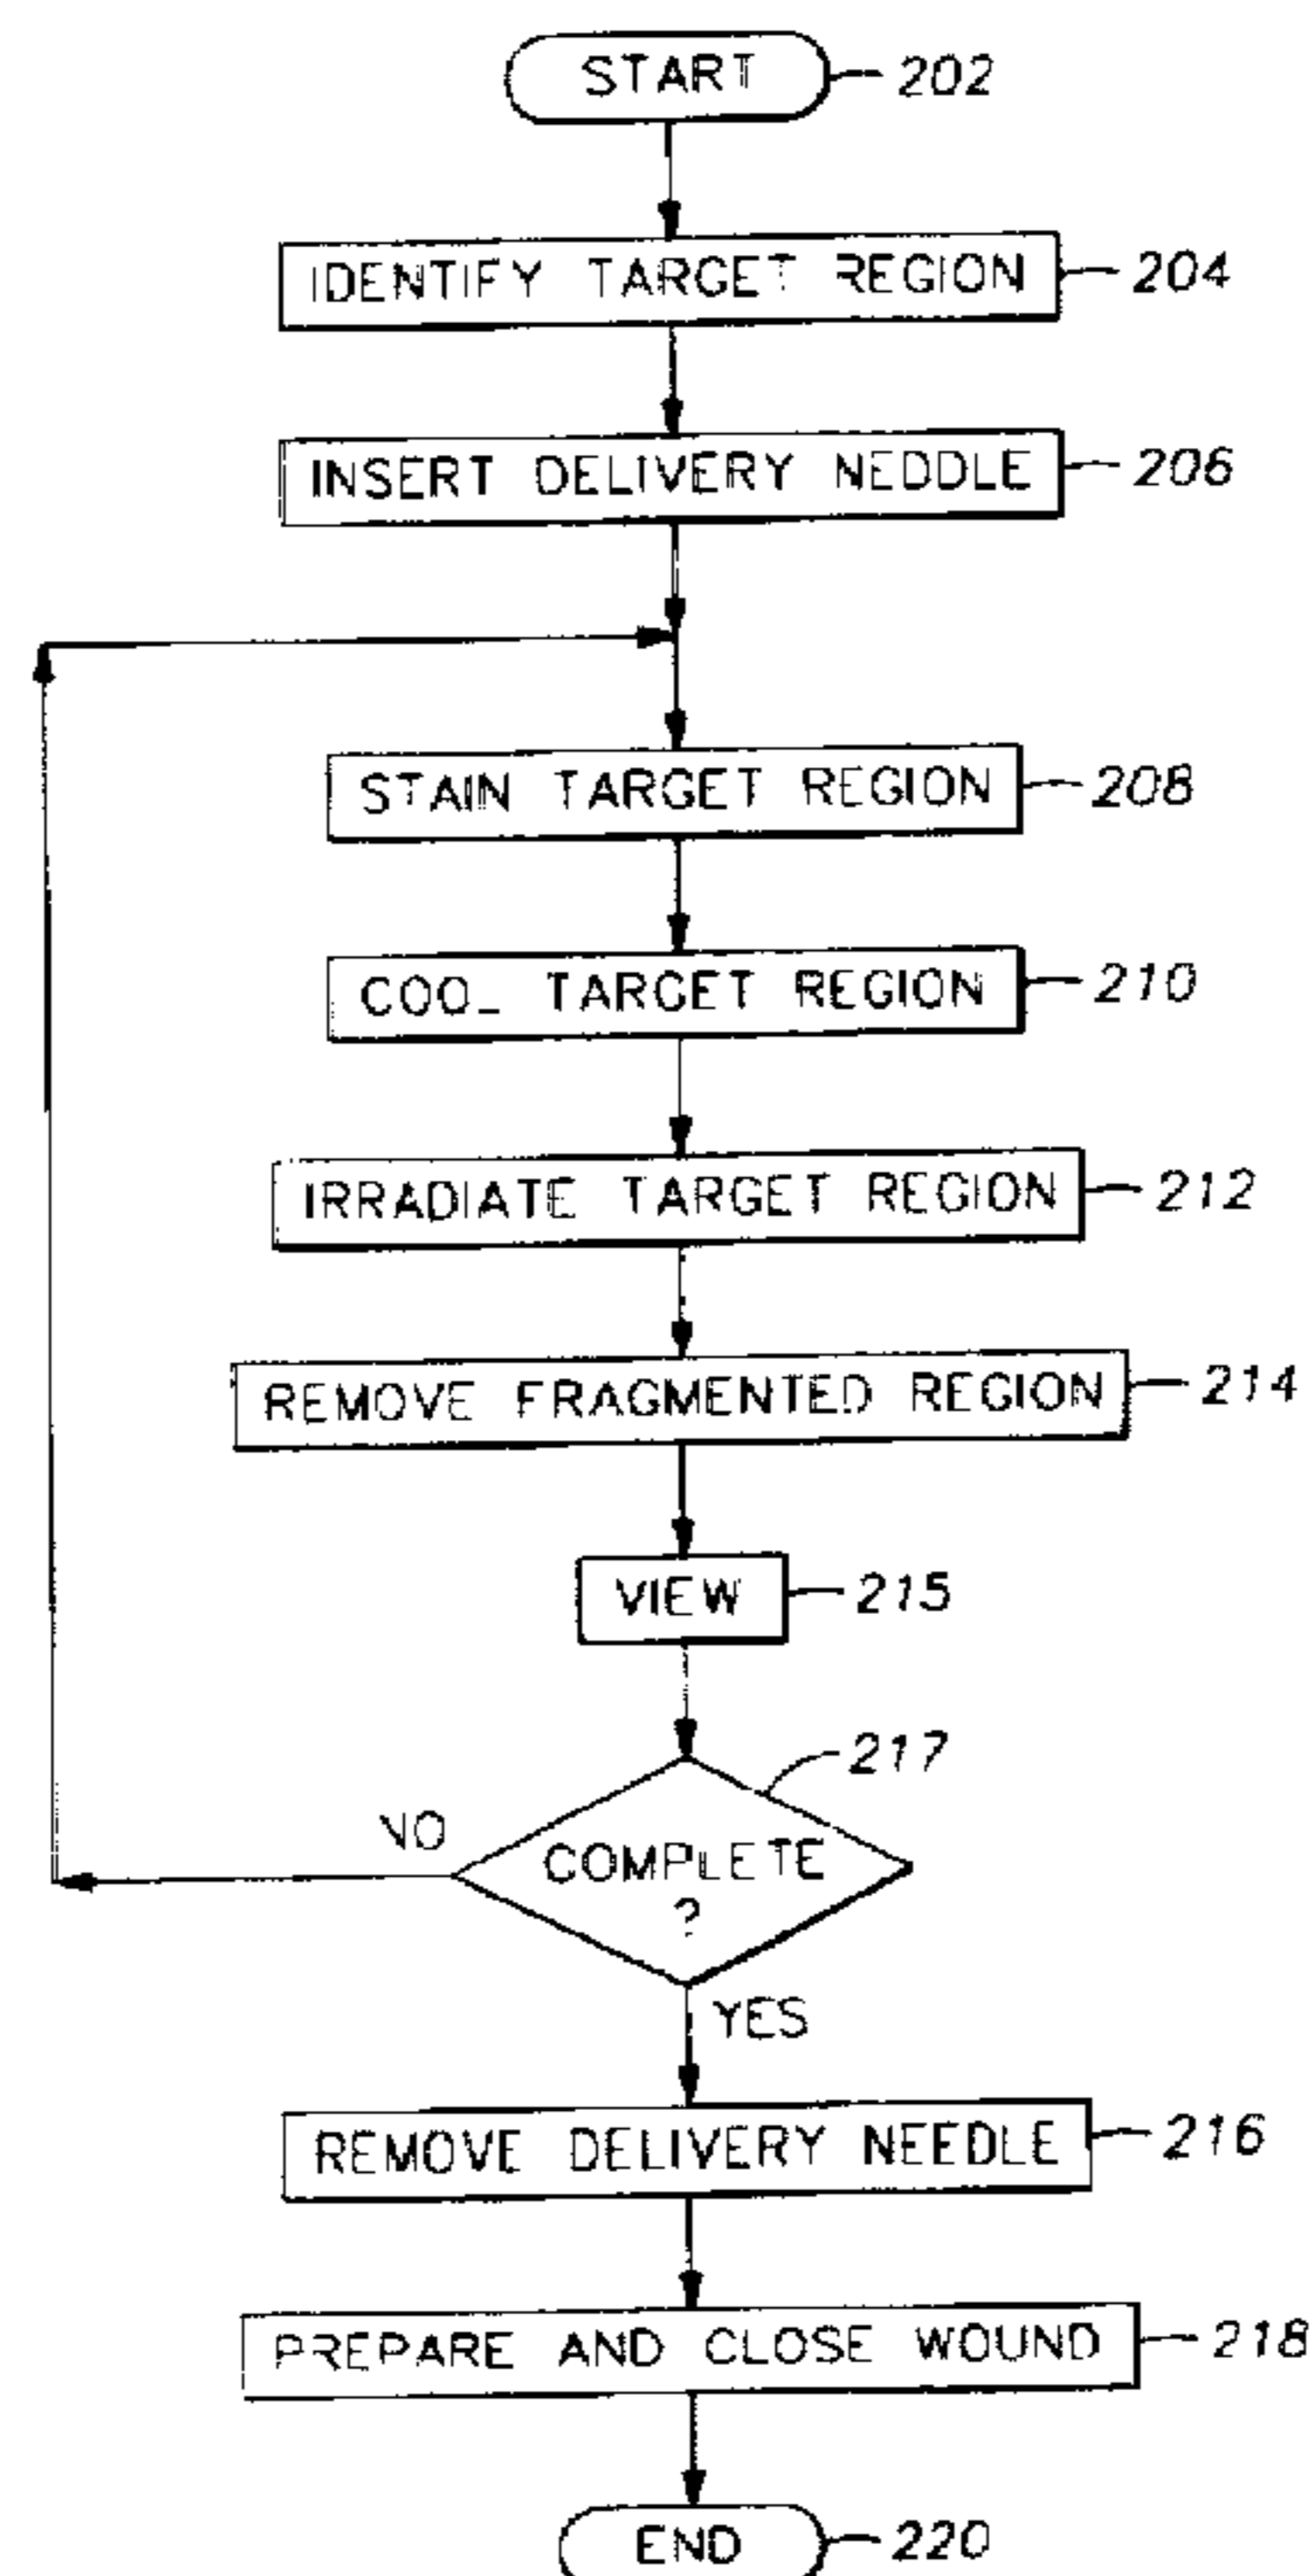 START 202
IDENTIFY TARGET REGION 204
INSERT DELIVERY NEDDLE 206
STAIN TARGET REGION 208
COOL TARGET REGION 210
IRRADIATE TARGET REGION 212
REMOVE FRAGMENTED REGION 214
VIEW 215
217
NO
COMPLETE
?
YES
REMOVE DELIVERY NEEDLE 216
PREPARE AND CLOSE WOUND 218
END 220